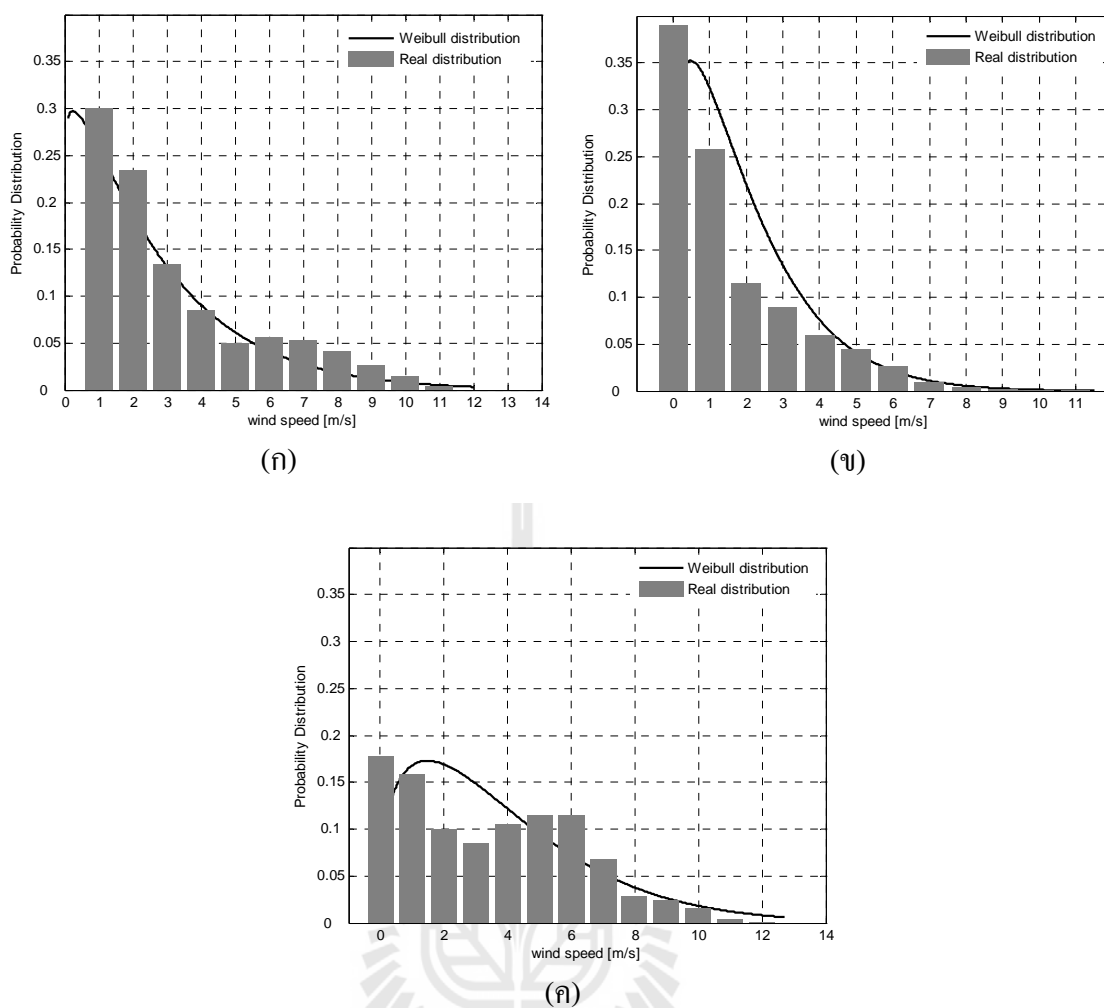 Weibull distribution
Real distribution
0.35
0.3
0.25
0.2
0.15
0.1
0.05
0
Probability Distribution
0 1 2 3 4 5 6 7 8 9 10 11 12 13 14
wind speed [m/s]
(ก)
Weibull distribution
Real distribution
0.35
0.3
0.25
0.2
0.15
0.1
0.05
0
Probability Distribution
0 1 2 3 4 5 6 7 8 9 10 11
wind speed [m/s]
(ข)
Weibull distribution
Real distribution
0.35
0.3
0.25
0.2
0.15
0.1
0.05
0
Probability Distribution
0 2 4 6 8 10 12 14
wind speed [m/s]
(ค)